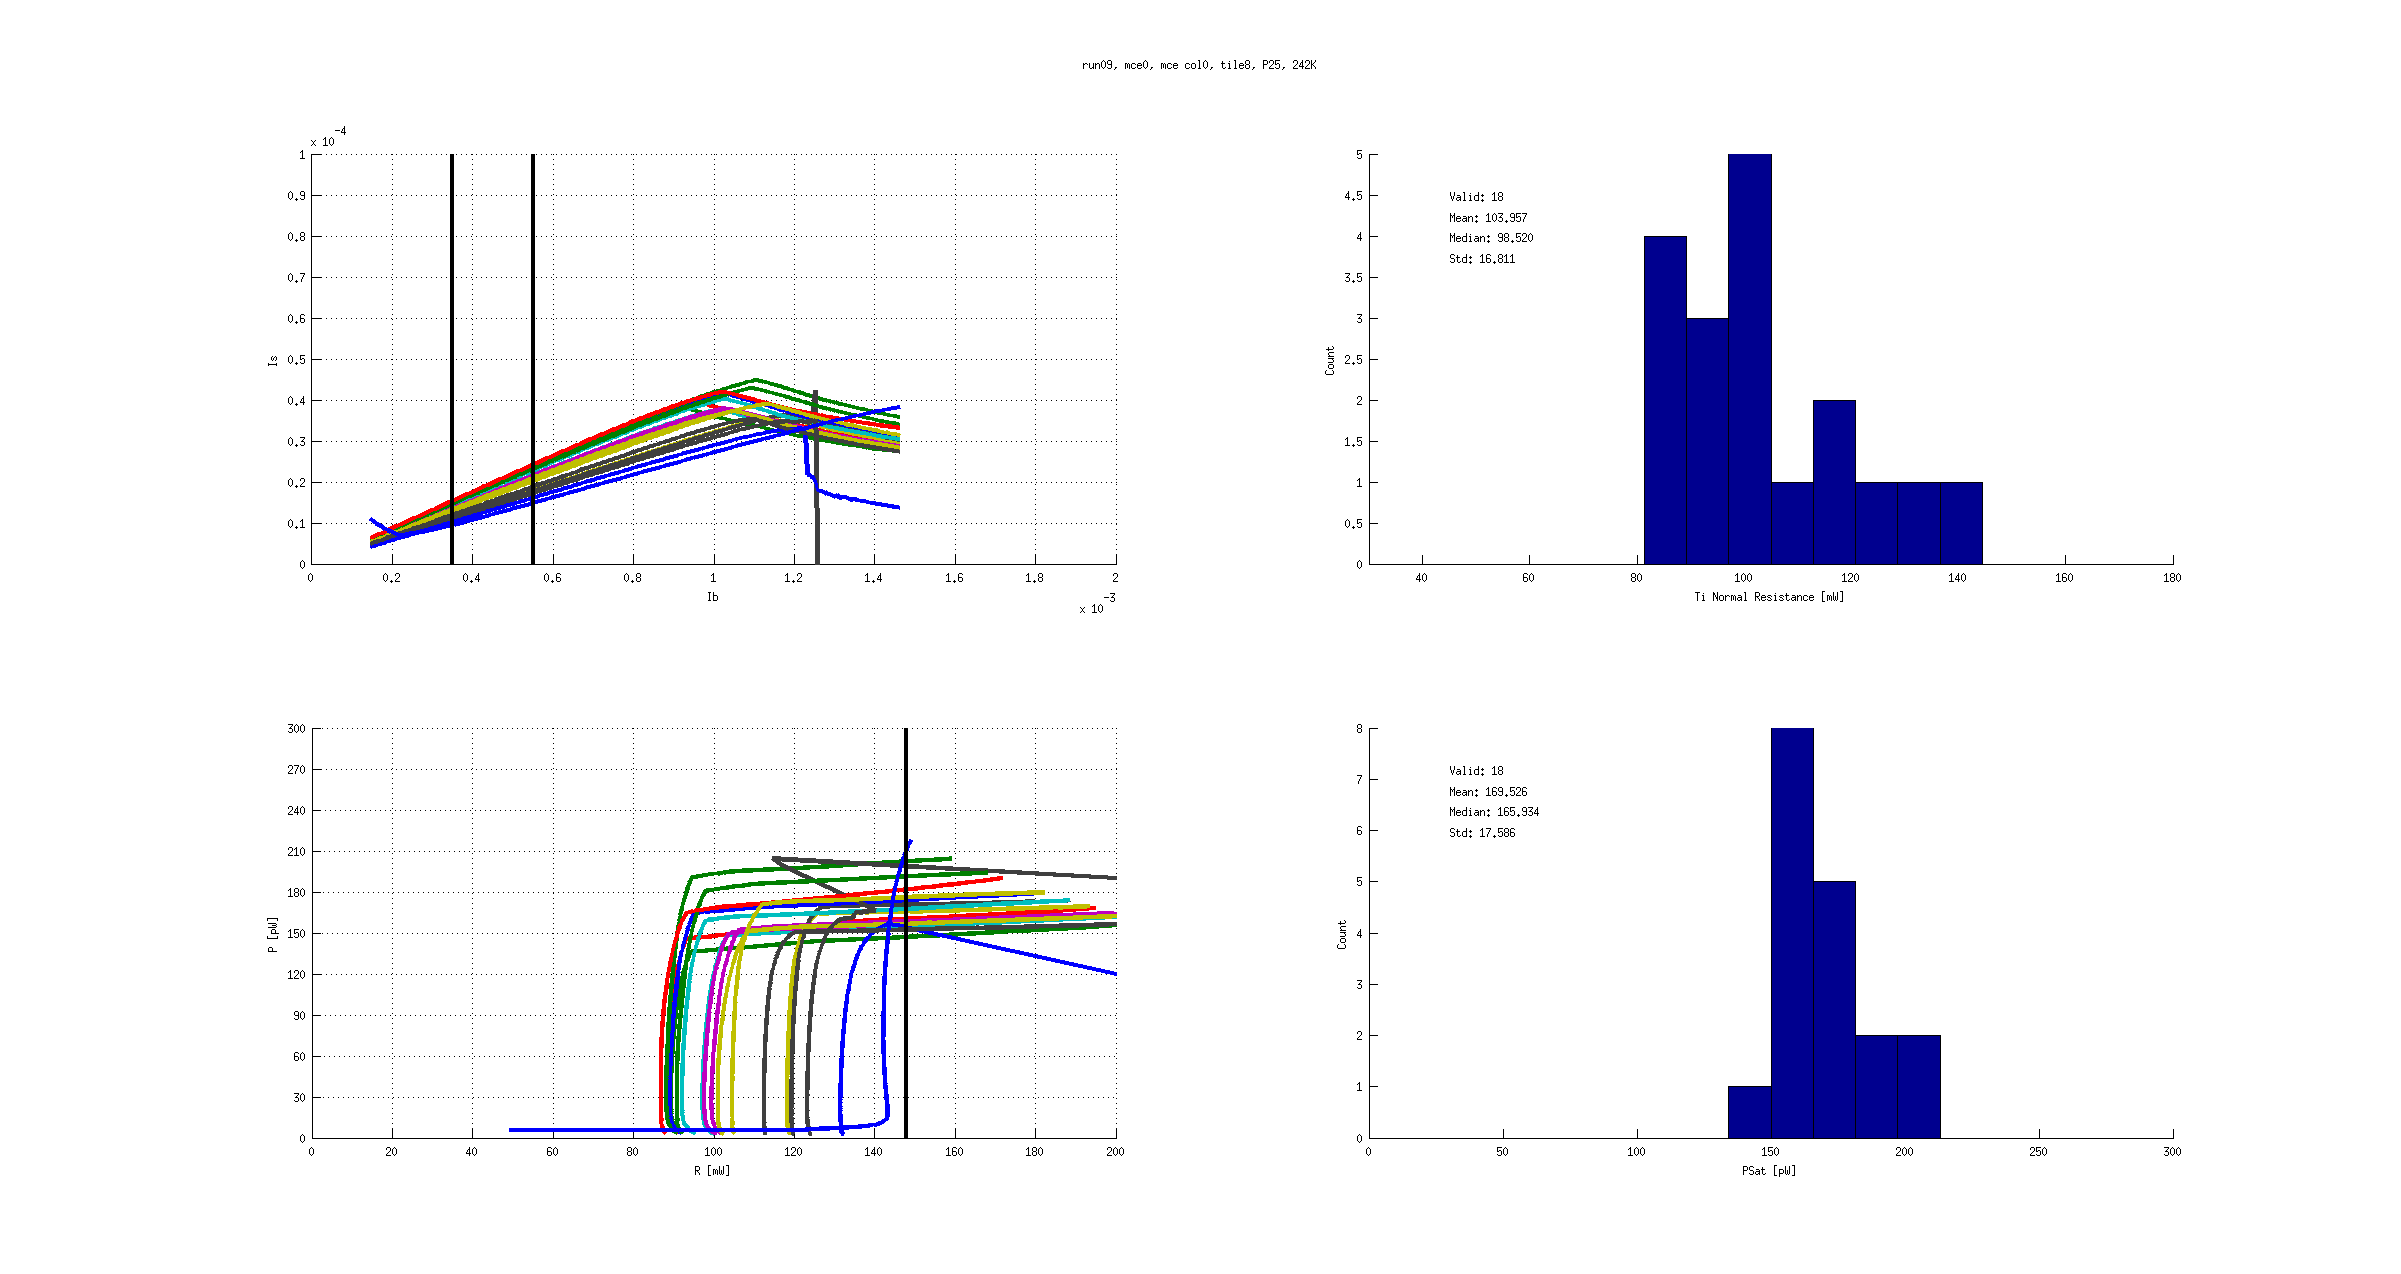 run09, mce0, mce col0, tile8, P25, 242K
x 10 -4
1
0.9
0.8
0.7
0.6
0.5
0.4
0.3
0.2
0.1
0
Is
0 0.2 0.4 0.6 0.8 1 1.2 1.4 1.6 1.8 2
Ib
x 10 -3
5
4.5
4
3.5
3
2.5
2
1.5
1
0.5
0
Count
Valid: 18
Mean: 103.957
Median: 98.520
Std: 16.811
40 60 80 100 120 140 160 180
Ti Normal Resistance [mW]
300
270
240
210
180
150
120
90
60
30
0
P [pW]
0 20 40 60 80 100 120 140 160 180 200
R [mW]
8
7
6
5
4
3
2
1
0
Count
Valid: 18
Mean: 169.526
Median: 165.934
Std: 17.586
0 50 100 150 200 250 300
PSat [pW]